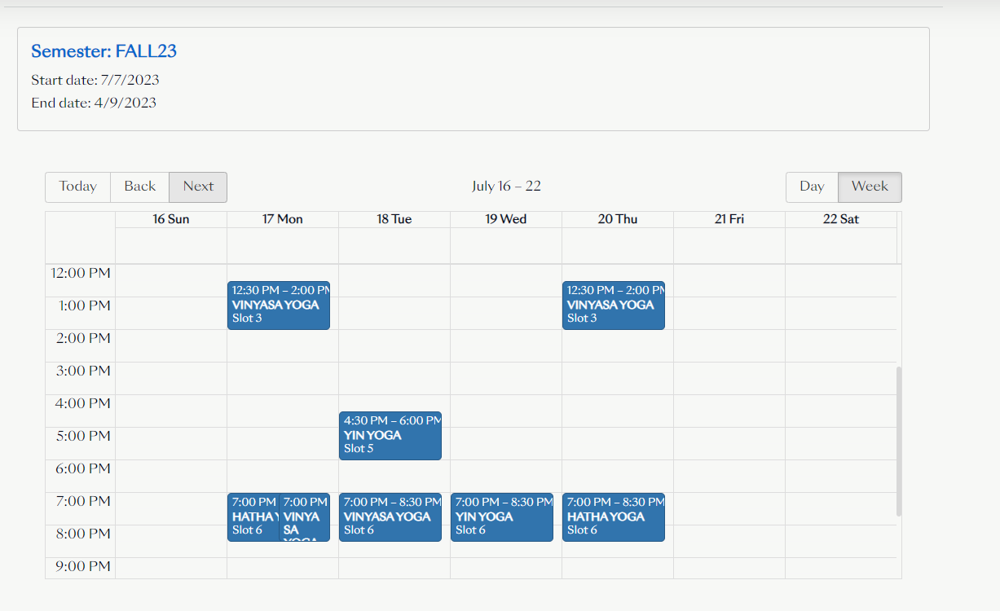 Semester: FALL23
Start date: 7/7/2023
End date: 4/9/2023
Today Back Next
July 16 – 22
Day Week
16 Sun 17 Mon 18 Tue 19 Wed 20 Thu 21 Fri 22 Sat
12:00 PM
12:30 PM – 2:00 PM
VINYASA YOGA
Slot 3
12:30 PM – 2:00 PM
VINYASA YOGA
Slot 3
1:00 PM
2:00 PM
3:00 PM
4:00 PM
4:30 PM – 6:00 PM
YIN YOGA
Slot 5
5:00 PM
6:00 PM
7:00 PM
7:00 PM
HATHA Y
Slot 6
7:00 PM
VINYA
SA
YOGA
7:00 PM – 8:30 PM
VINYASA YOGA
Slot 6
7:00 PM – 8:30 PM
YIN YOGA
Slot 6
7:00 PM – 8:30 PM
HATHA YOGA
Slot 6
8:00 PM
9:00 PM